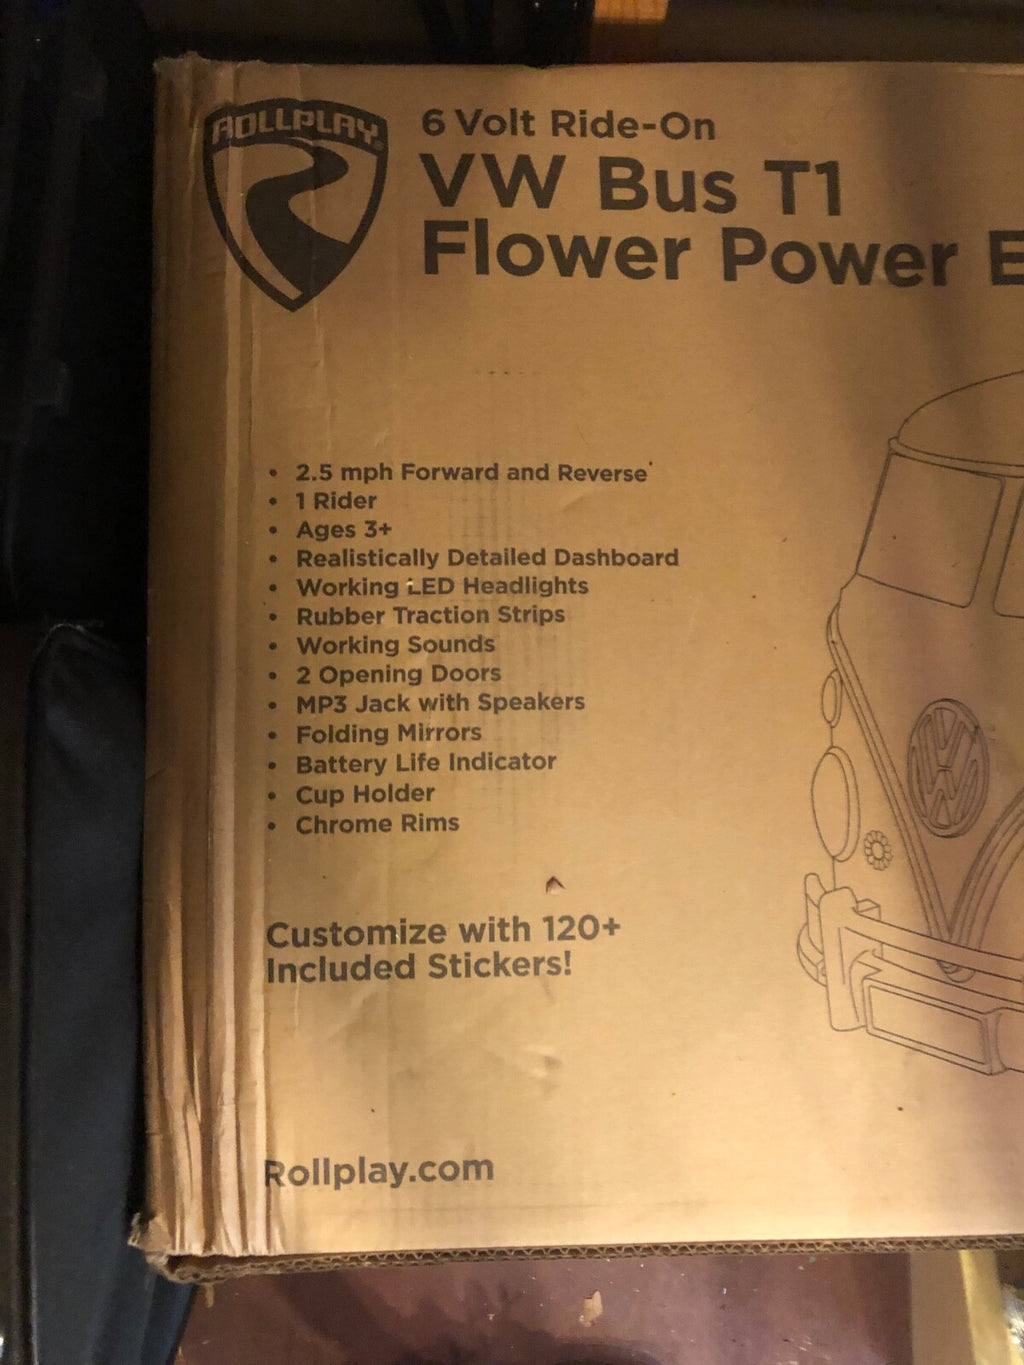 ROLLPLAY
6 Volt Ride-On
VW Bus T1
Flower Power E
• 2.5 mph Forward and Reverse
• 1 Rider
• Ages 3+
• Realistically Detailed Dashboard
• Working LED Headlights
• Rubber Traction Strips
• Working Sounds
• 2 Opening Doors
• MP3 Jack with Speakers
• Folding Mirrors
• Battery Life Indicator
• Cup Holder
• Chrome Rims
Customize with 120+
Included Stickers!
Rollplay.com